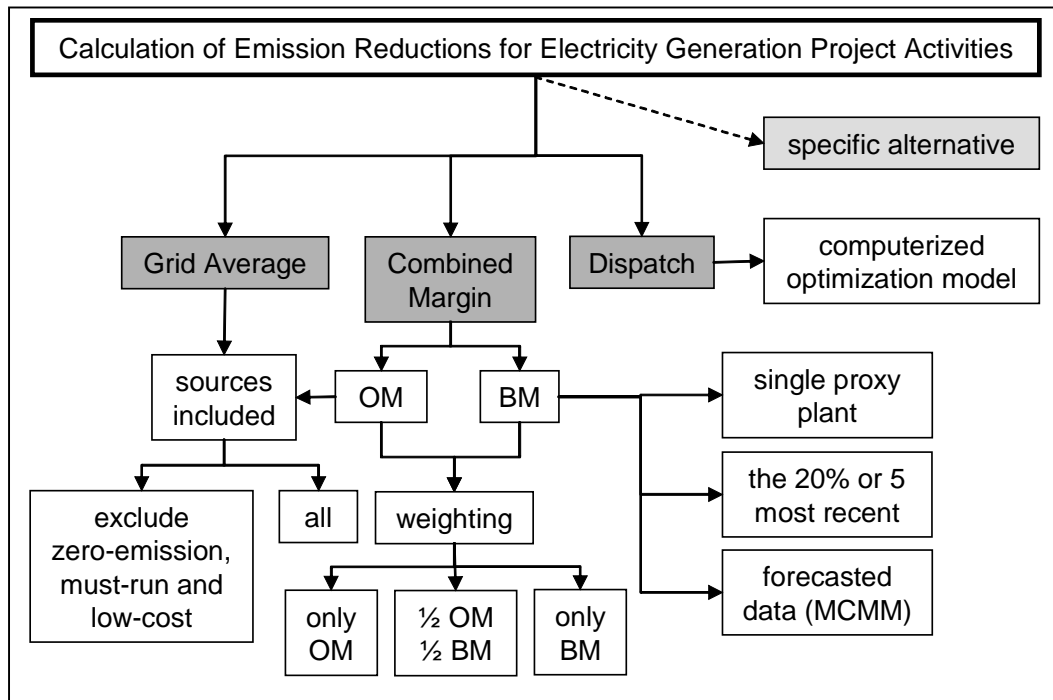 Calculation of Emission Reductions for Electricity Generation Project Activities
specific alternative
Grid Average
Combined
Margin
Dispatch
computerized
optimization model
sources
included
OM
BM
single proxy
plant
exclude
zero-emission,
must-run and
low-cost
all
weighting
the 20% or 5
most recent
only
OM
½ OM
½ BM
only
BM
forecasted
data (MCMM)